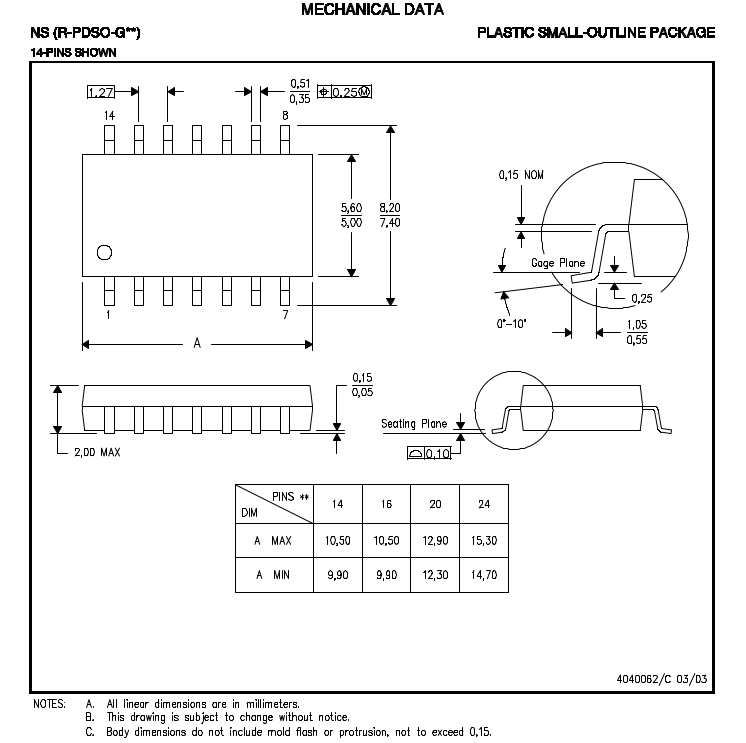 MECHANICAL DATA
NS (R-PDSO-G**)
PLASTIC SMALL-OUTLINE PACKAGE
14-PINS SHOWN
1.27
0,51
0,35
0.25 M
14
8
5,60
5,00
8,20
7,40
1
7
A
0,15 NOM
Gage Plane
0,25
0°-10°
1,05
0,55
0,15
0,05
2,00 MAX
Seating Plane
0,10
PINS ** 14 16 20 24
DIM
A MAX 10,50 10,50 12,90 15,30
A MIN 9,90 9,90 12,30 14,70
4040062/C 03/03
NOTES: A. All linear dimensions are in millimeters.
B. This drawing is subject to change without notice.
C. Body dimensions do not include mold flash or protrusion, not to exceed 0,15.